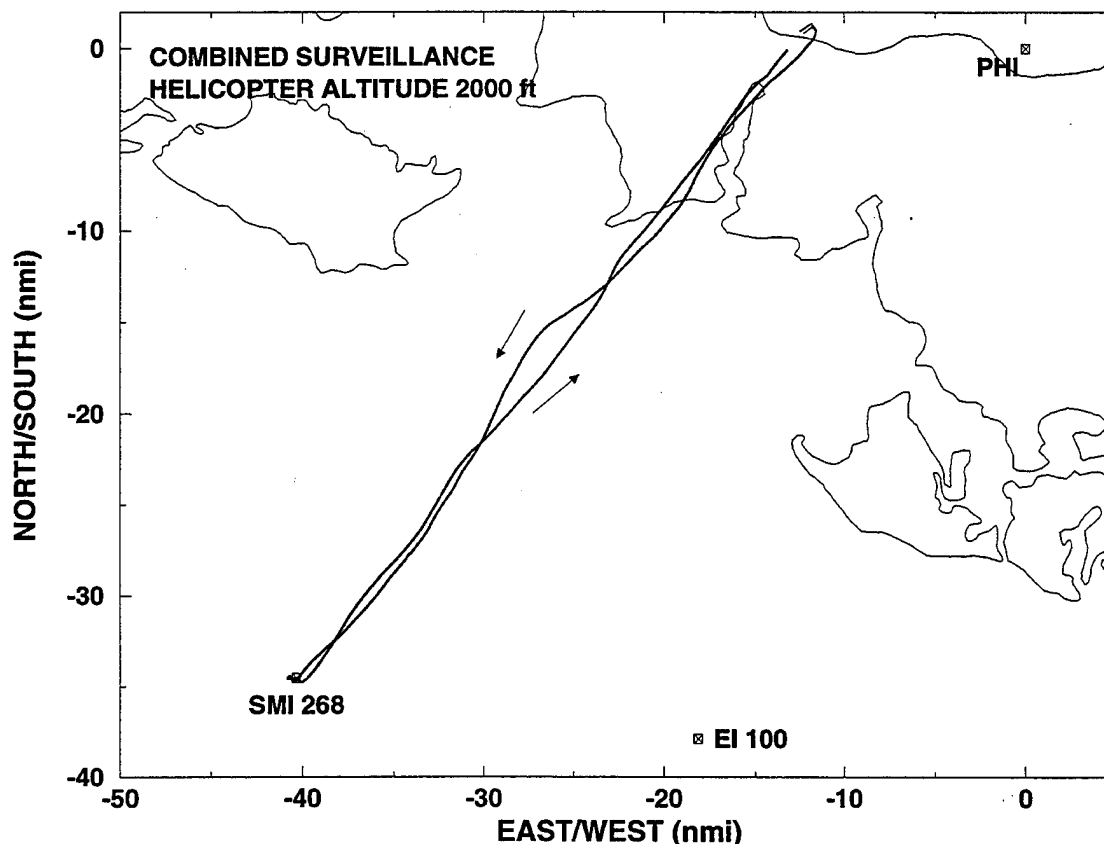 COMBINED SURVEILLANCE
HELICOPTER ALTITUDE 2000 ft
PHI
SMI 268
EI 100
0
-10
-20
-30
-40
NORTH/SOUTH (nmi)
-50
-40
-30
-20
-10
0
EAST/WEST (nmi)